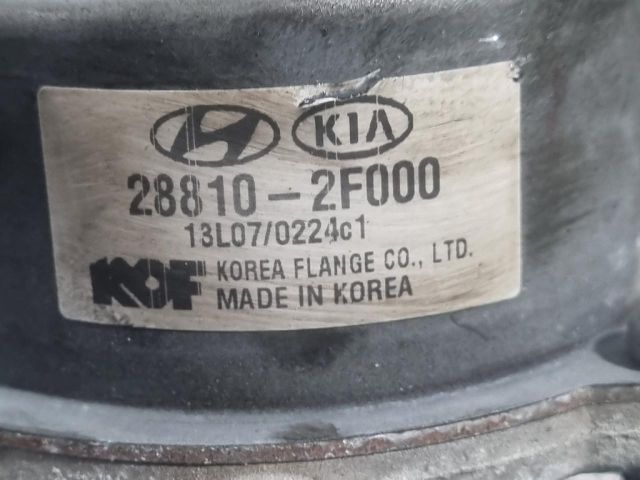 KIA
28810-2F000
13L07/0224c1
KOF KOREA FLANGE CO., LTD.
MADE IN KOREA